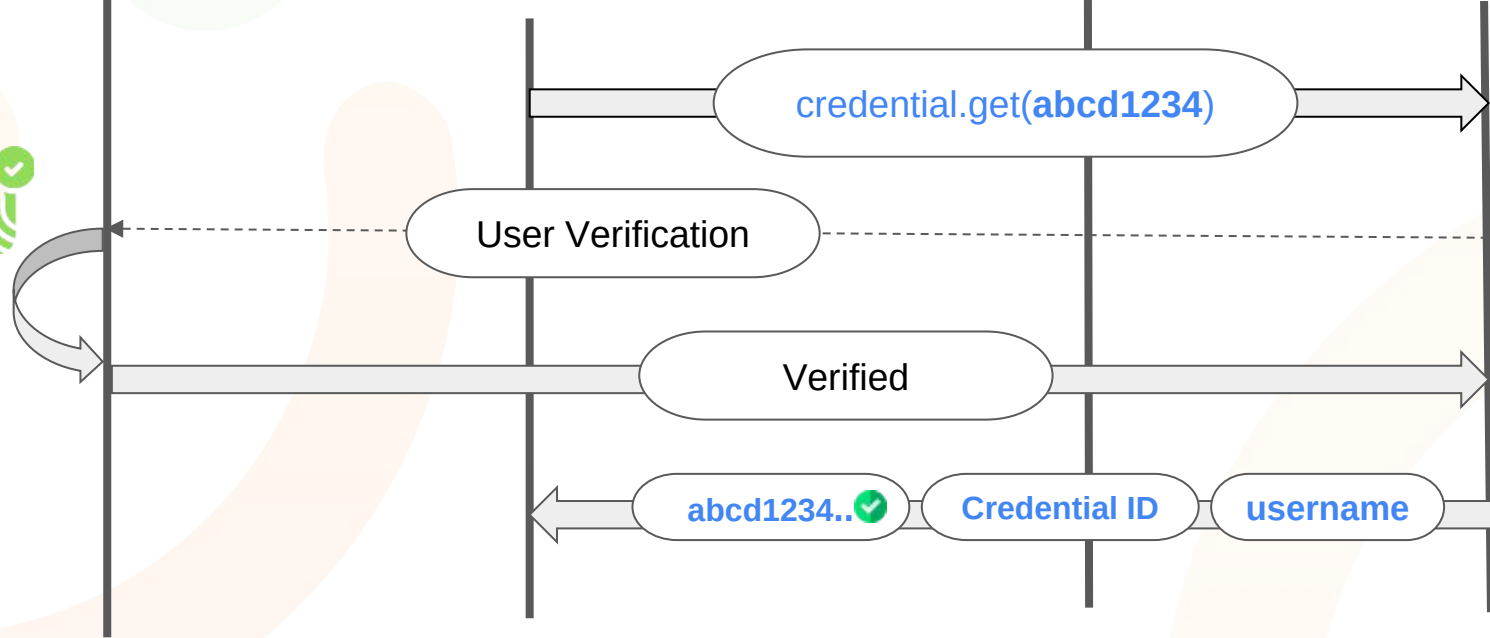 credential.get(abcd1234)
User Verification
Verified
abcd1234.. Credential ID username